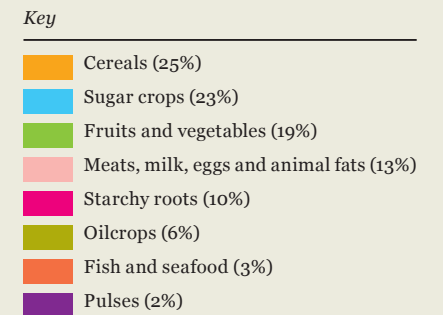 Key
Cereals (25%)
Sugar crops (23%)
Fruits and vegetables (19%)
Meats, milk, eggs and animal fats (13%)
Starchy roots (10%)
Oilcrops (6%)
Fish and seafood (3%)
Pulses (2%)